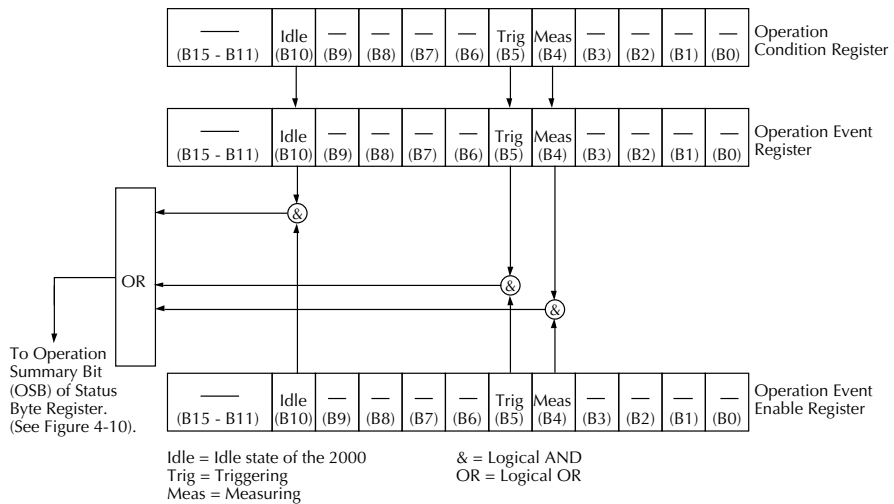 Idle Trig Meas
(B15 - B11) (B10) (B9) (B8) (B7) (B6) (B5) (B4) (B3) (B2) (B1) (B0)
Operation
Condition Register
Idle Trig Meas
(B15 - B11) (B10) (B9) (B8) (B7) (B6) (B5) (B4) (B3) (B2) (B1) (B0)
Operation Event
Register
&
OR
&
&
To Operation
Summary Bit
(OSB) of Status
Byte Register.
(See Figure 4-10).
Idle Trig Meas
(B15 - B11) (B10) (B9) (B8) (B7) (B6) (B5) (B4) (B3) (B2) (B1) (B0)
Operation Event
Enable Register
Idle = Idle state of the 2000
Trig = Triggering
Meas = Measuring
& = Logical AND
OR = Logical OR